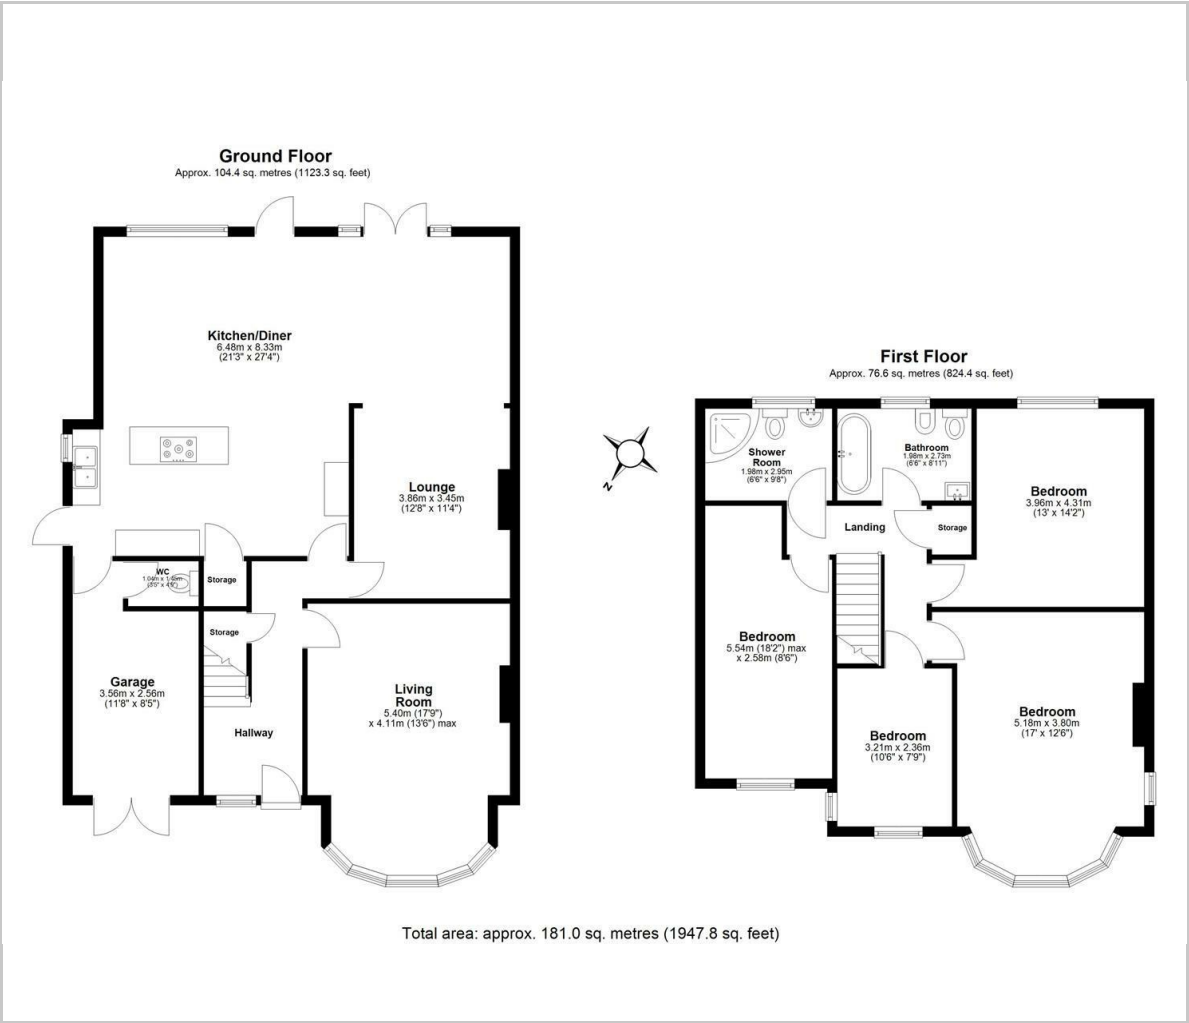 Ground Floor
Approx. 104.4 sq. metres (1123.3 sq. feet)
Kitchen/Diner
6.48m x 8.33m
(21'3" x 27'4")
Lounge
3.86m x 3.45m
(12'8" x 11'4")
WC
Storage
Storage
Garage
3.56m x 2.56m
(11'8" x 8'5")
Hallway
Living
Room
5.40m (17'9")
x 4.11m (13'6") max
N
First Floor
Approx. 76.6 sq. metres (824.4 sq. feet)
Shower
Room
1.98m x 2.95m
(6'6" x 9'8")
Bathroom
1.98m x 2.73m
(6'6" x 8'11")
Bedroom
3.96m x 4.31m
(13' x 14'2")
Landing
Storage
Bedroom
5.54m (18'2") max
x 2.58m (8'6")
Bedroom
3.21m x 2.36m
(10'6" x 7'9")
Bedroom
5.18m x 3.80m
(17' x 12'6")
Total area: approx. 181.0 sq. metres (1947.8 sq. feet)